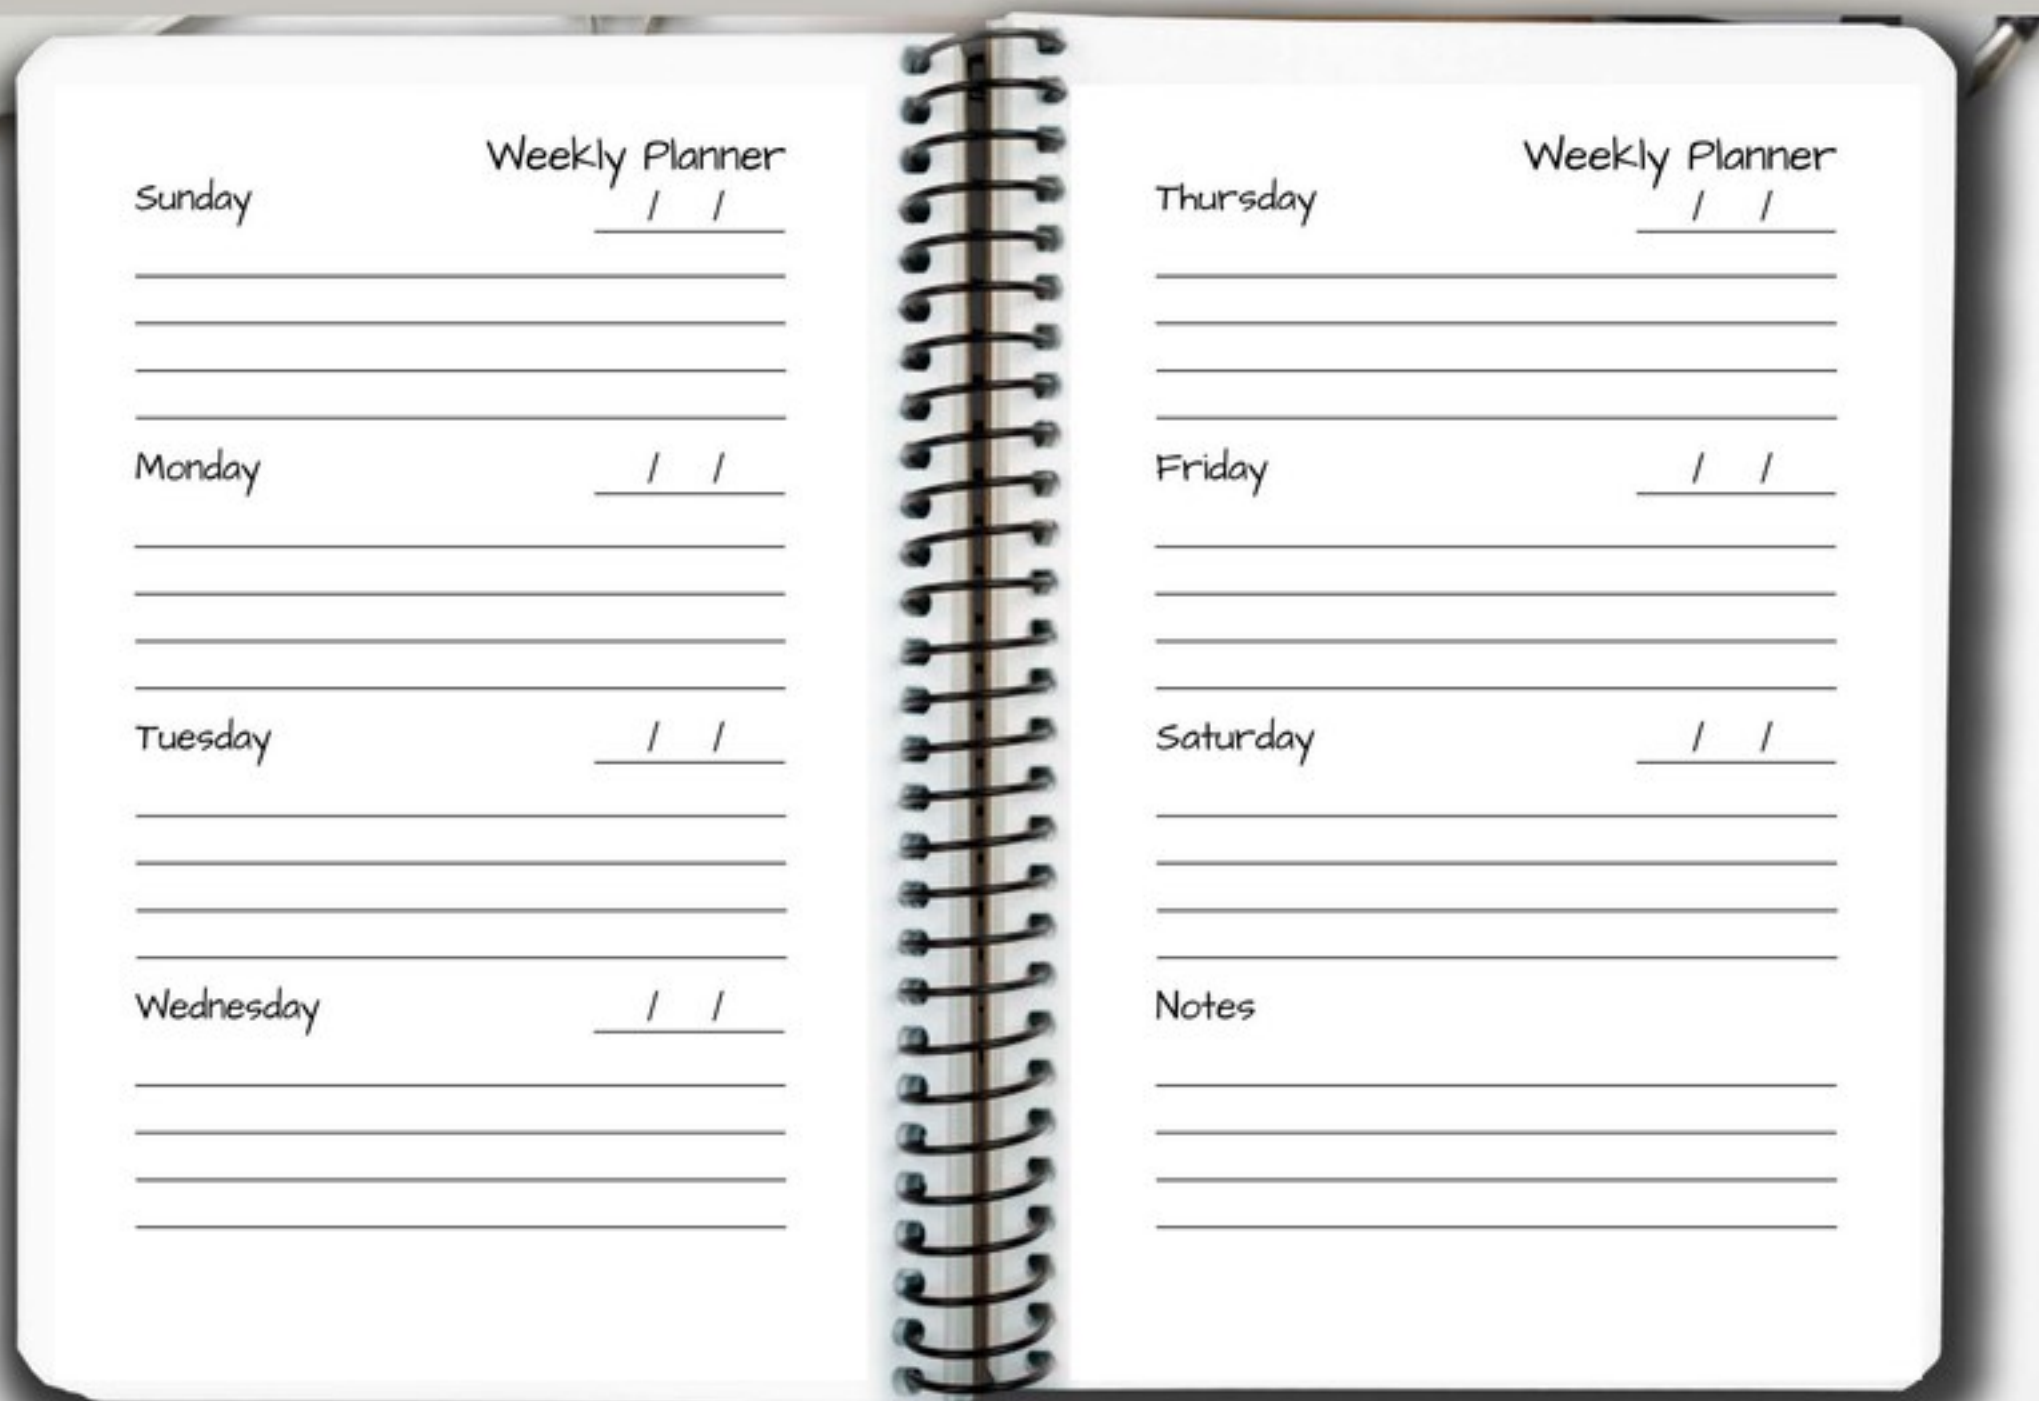 Weekly Planner
Sunday / /
Monday / /
Tuesday / /
Wednesday / /
Weekly Planner
Thursday / /
Friday / /
Saturday / /
Notes